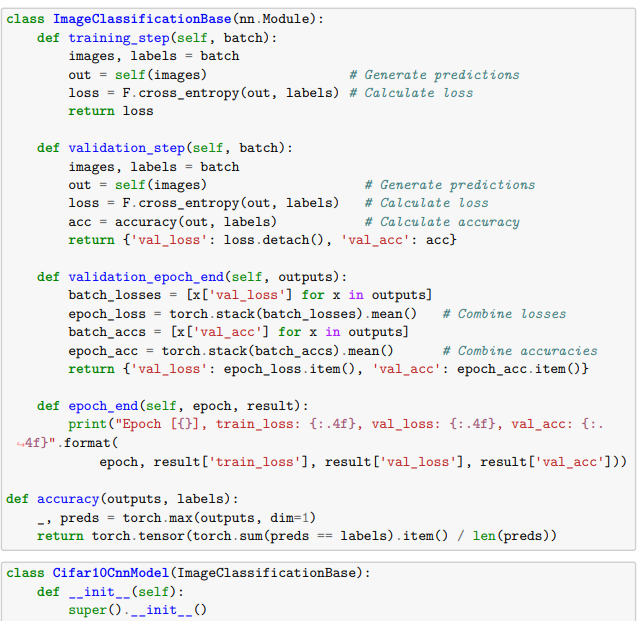 class ImageClassificationBase(nn.Module):
    def training_step(self, batch):
        images, labels = batch
        out = self(images)                  # Generate predictions
        loss = F.cross_entropy(out, labels) # Calculate loss
        return loss

    def validation_step(self, batch):
        images, labels = batch
        out = self(images)                    # Generate predictions
        loss = F.cross_entropy(out, labels)   # Calculate loss
        acc = accuracy(out, labels)           # Calculate accuracy
        return {'val_loss': loss.detach(), 'val_acc': acc}

    def validation_epoch_end(self, outputs):
        batch_losses = [x['val_loss'] for x in outputs]
        epoch_loss = torch.stack(batch_losses).mean()   # Combine losses
        batch_accs = [x['val_acc'] for x in outputs]
        epoch_acc = torch.stack(batch_accs).mean()      # Combine accuracies
        return {'val_loss': epoch_loss.item(), 'val_acc': epoch_acc.item()}

    def epoch_end(self, epoch, result):
        print("Epoch [{}], train_loss: {:.4f}, val_loss: {:.4f}, val_acc: {:.
 ↪4f}".format(
            epoch, result['train_loss'], result['val_loss'], result['val_acc']))

def accuracy(outputs, labels):
    _, preds = torch.max(outputs, dim=1)
    return torch.tensor(torch.sum(preds == labels).item() / len(preds))

class Cifar10CnnModel(ImageClassificationBase):
    def __init__(self):
        super().__init__()